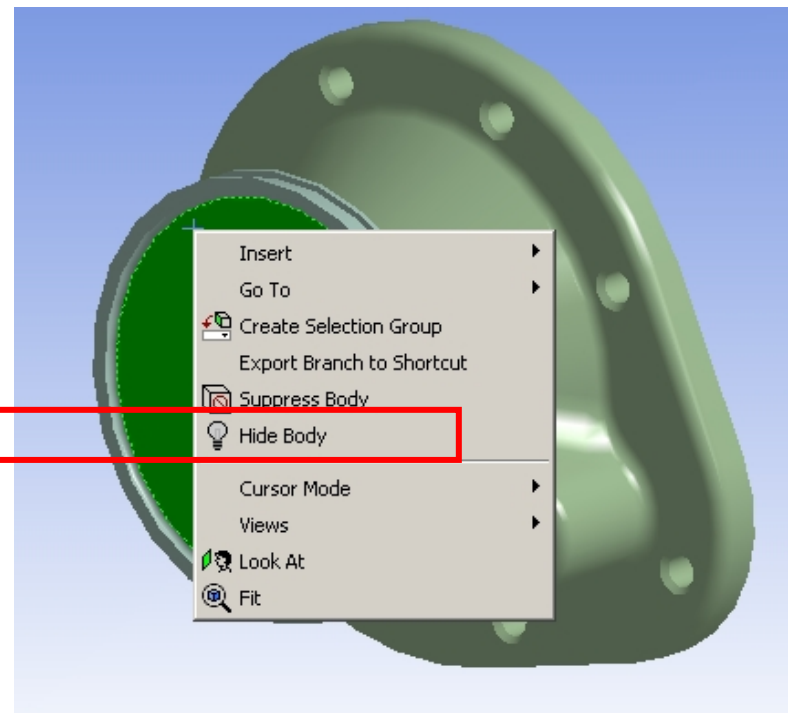 Insert
Go To
Create Selection Group
Export Branch to Shortcut
Suppress Body
Hide Body
Cursor Mode
Views
Look At
Fit